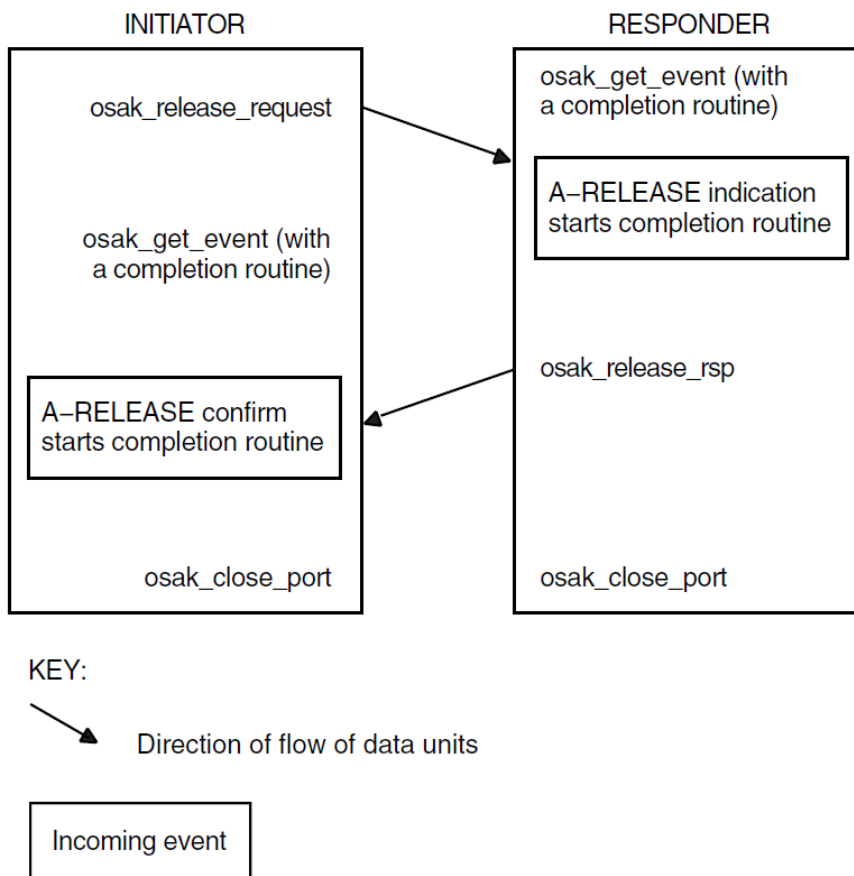 INITIATOR
osak_release_request
osak_get_event (with
a completion routine)
A–RELEASE confirm
starts completion routine
osak_close_port
RESPONDER
osak_get_event (with
a completion routine)
A–RELEASE indication
starts completion routine
osak_release_rsp
osak_close_port
KEY:
Direction of flow of data units
Incoming event